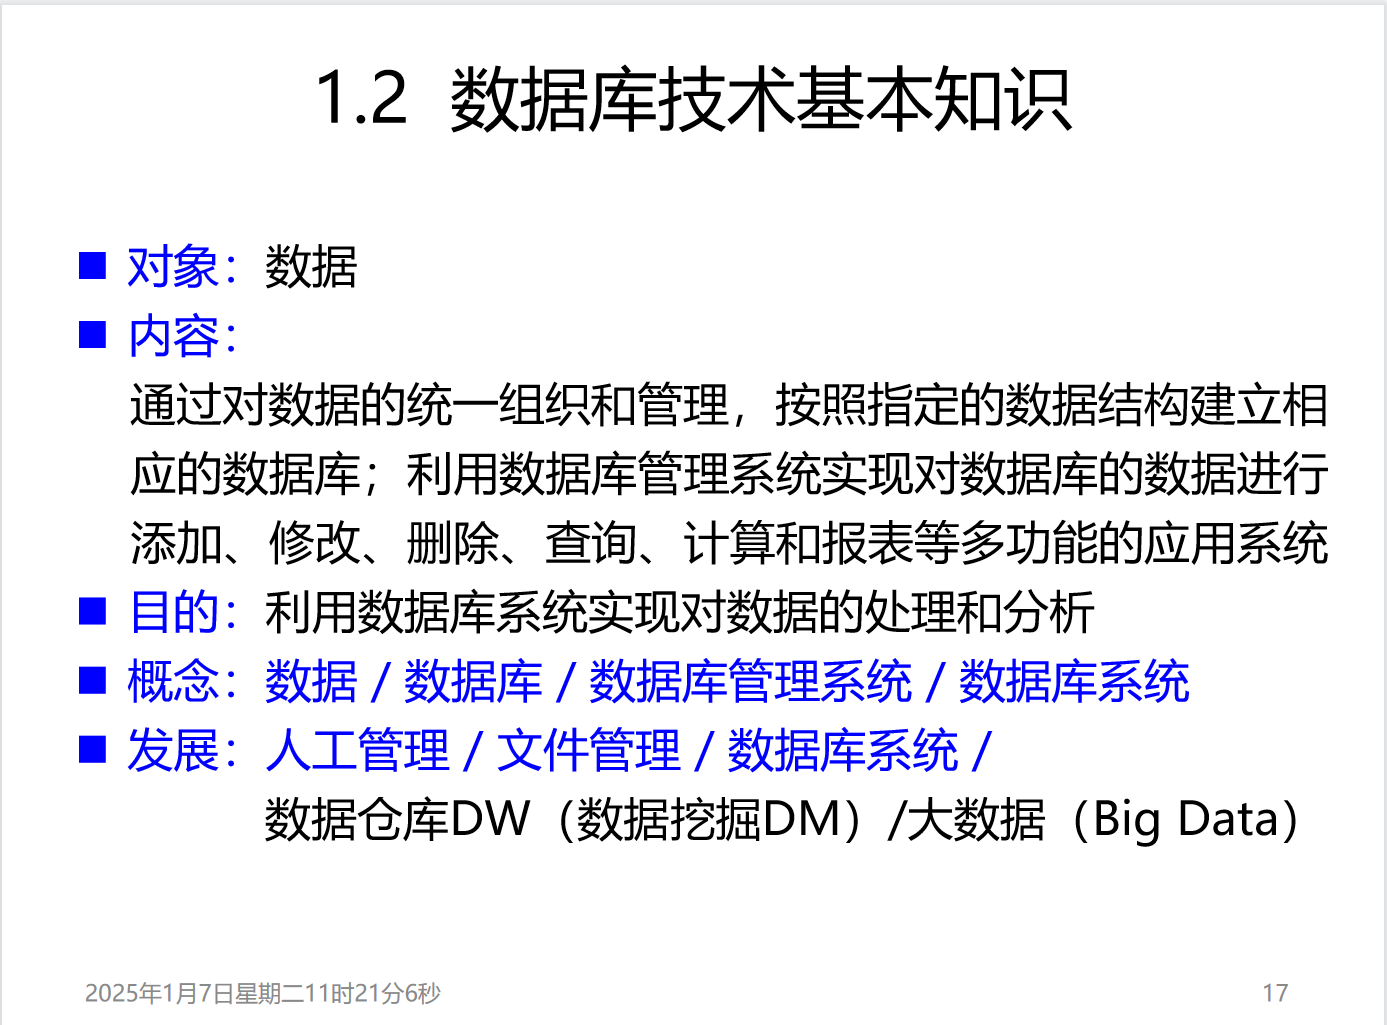 1.2 数据库技术基本知识
对象：数据
内容：
通过对数据的统一组织和管理，按照指定的数据结构建立相
应的数据库；利用数据库管理系统实现对数据库的数据进行
添加、修改、删除、查询、计算和报表等多功能的应用系统
目的：利用数据库系统实现对数据的处理和分析
概念：数据 / 数据库 / 数据库管理系统 / 数据库系统
发展：人工管理 / 文件管理 / 数据库系统 /
数据仓库DW（数据挖掘DM）/大数据（Big Data）
2025年1月7日星期二11时21分6秒
17